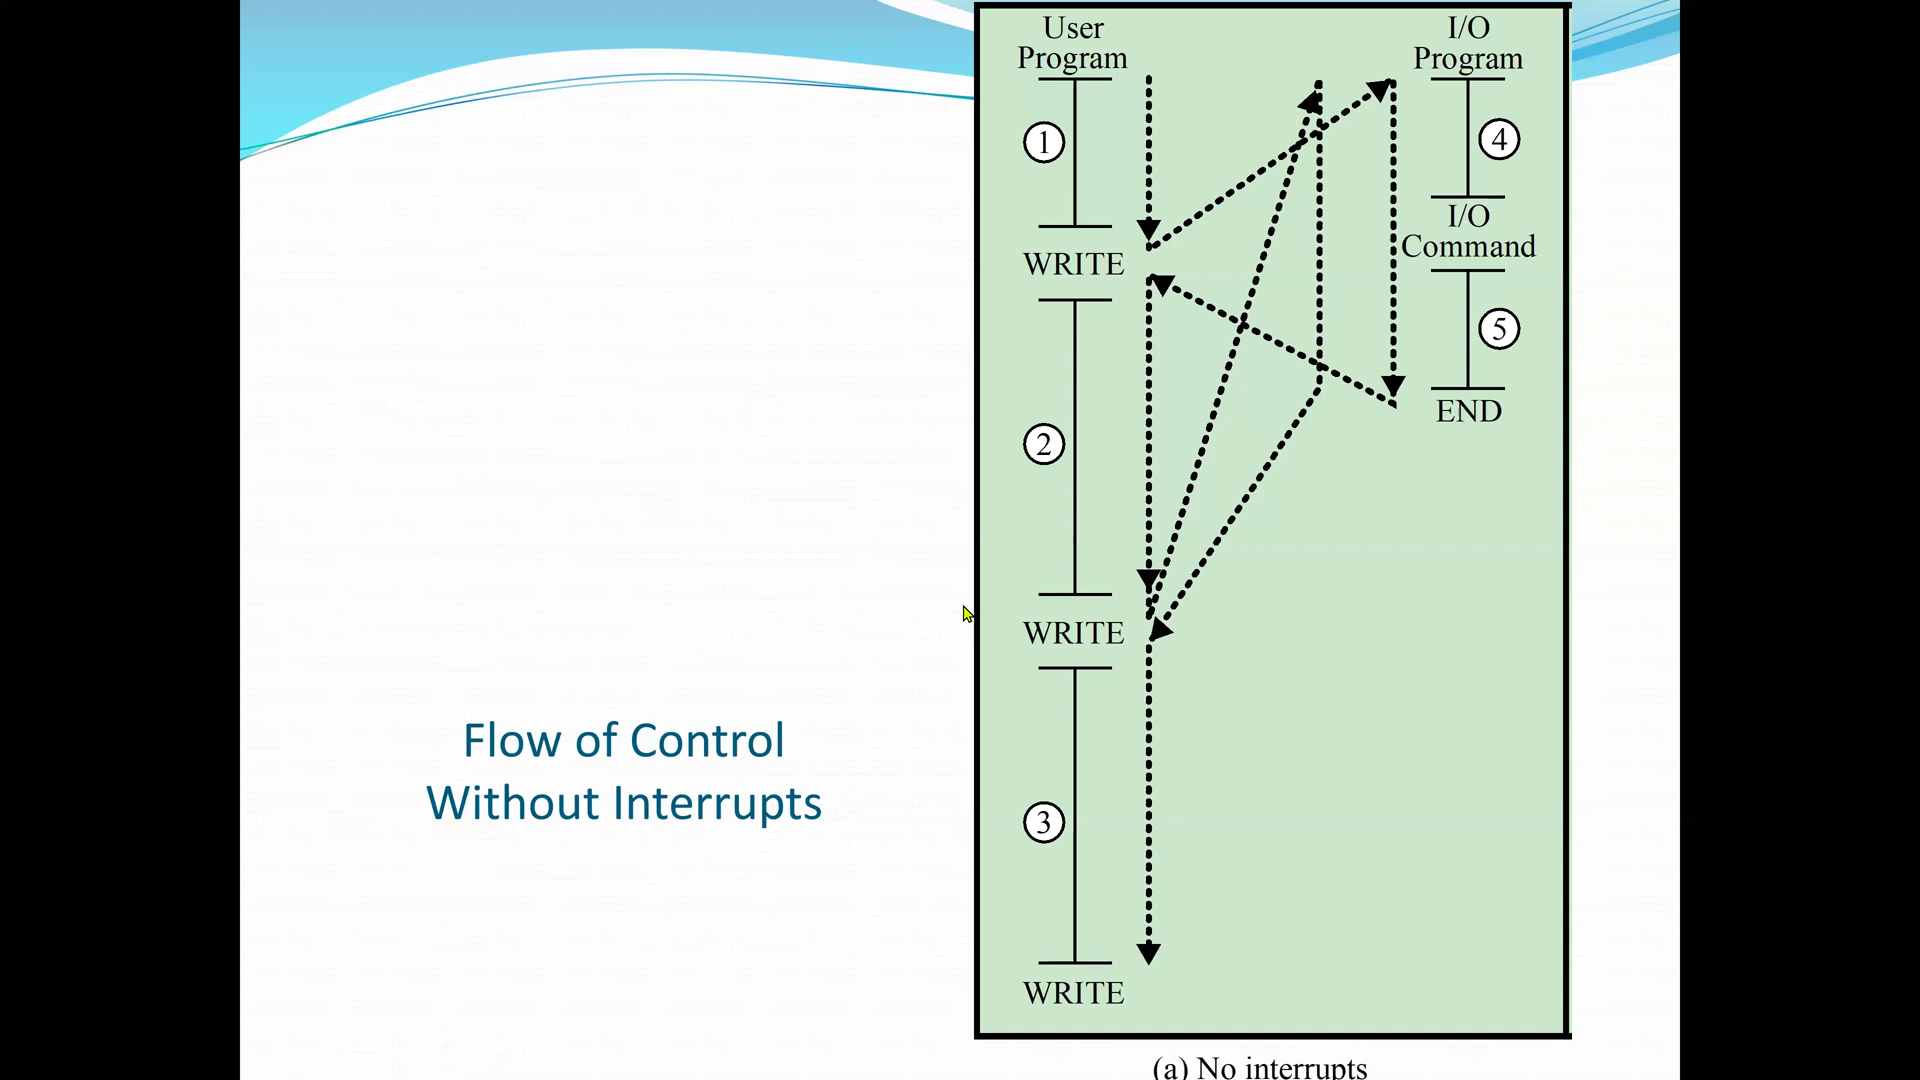 Flow of Control
Without Interrupts
User
Program
1
WRITE
2
WRITE
3
WRITE
I/O
Program
4
I/O
Command
5
END
(a) No interrupts